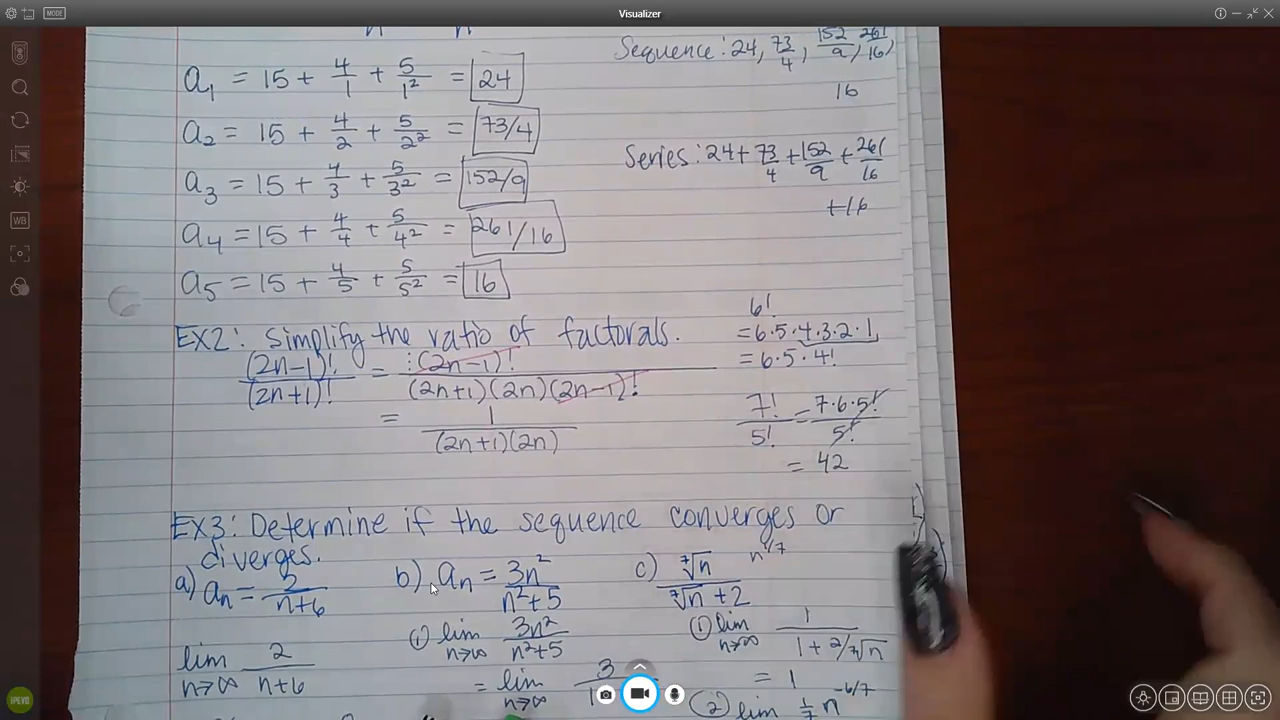 Visualizer
MODE
n n
a₁ = 15 + 4/1 + 5/1² = 24
a₂ = 15 + 4/2 + 5/2² = 73/4
a₃ = 15 + 4/3 + 5/3² = 152/9
a₄ = 15 + 4/4 + 5/4² = 261/16
a₅ = 15 + 4/5 + 5/5² = 16
Sequence: 24, 73/4, 152/9, 261/16,
16
Series: 24 + 73/4 + 152/9 + 261/16
+16
EX2: Simplify the ratio of factorals.
(2n-1)!/(2n+1)! = (2n-1)!/(2n+1)(2n)(2n-1)!
= 1/(2n+1)(2n)
6!
= 6·5·4·3·2·1
= 6·5·4!
7!/5! = 7·6·5!/5!
= 42
EX3: Determine if the sequence converges or
diverges.
a) aₙ = 2/n+6
lim n→∞ 2/n+6
b) aₙ = 3n²/n²+5
① lim n→∞ 3n²/n²+5
= lim n→∞ 3
c) ⁷√n/⁷√n + 2
n^1/7
① lim n→∞ 1/1 + 2/⁷√n
= 1
② lim 1/7 n^-6/7
WB
IPEVO